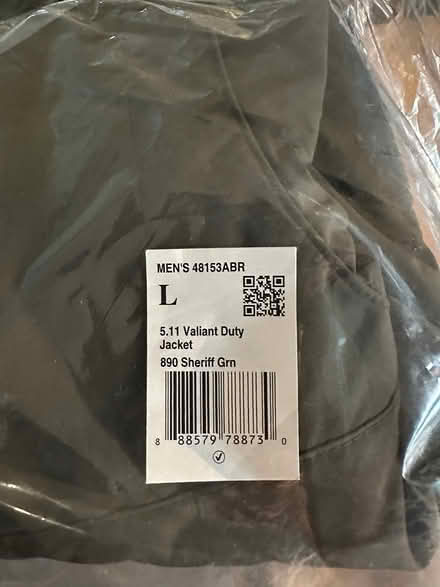 MEN'S 48153ABR
L
5.11 Valiant Duty
Jacket
890 Sheriff Grn
8 88579 78873 0